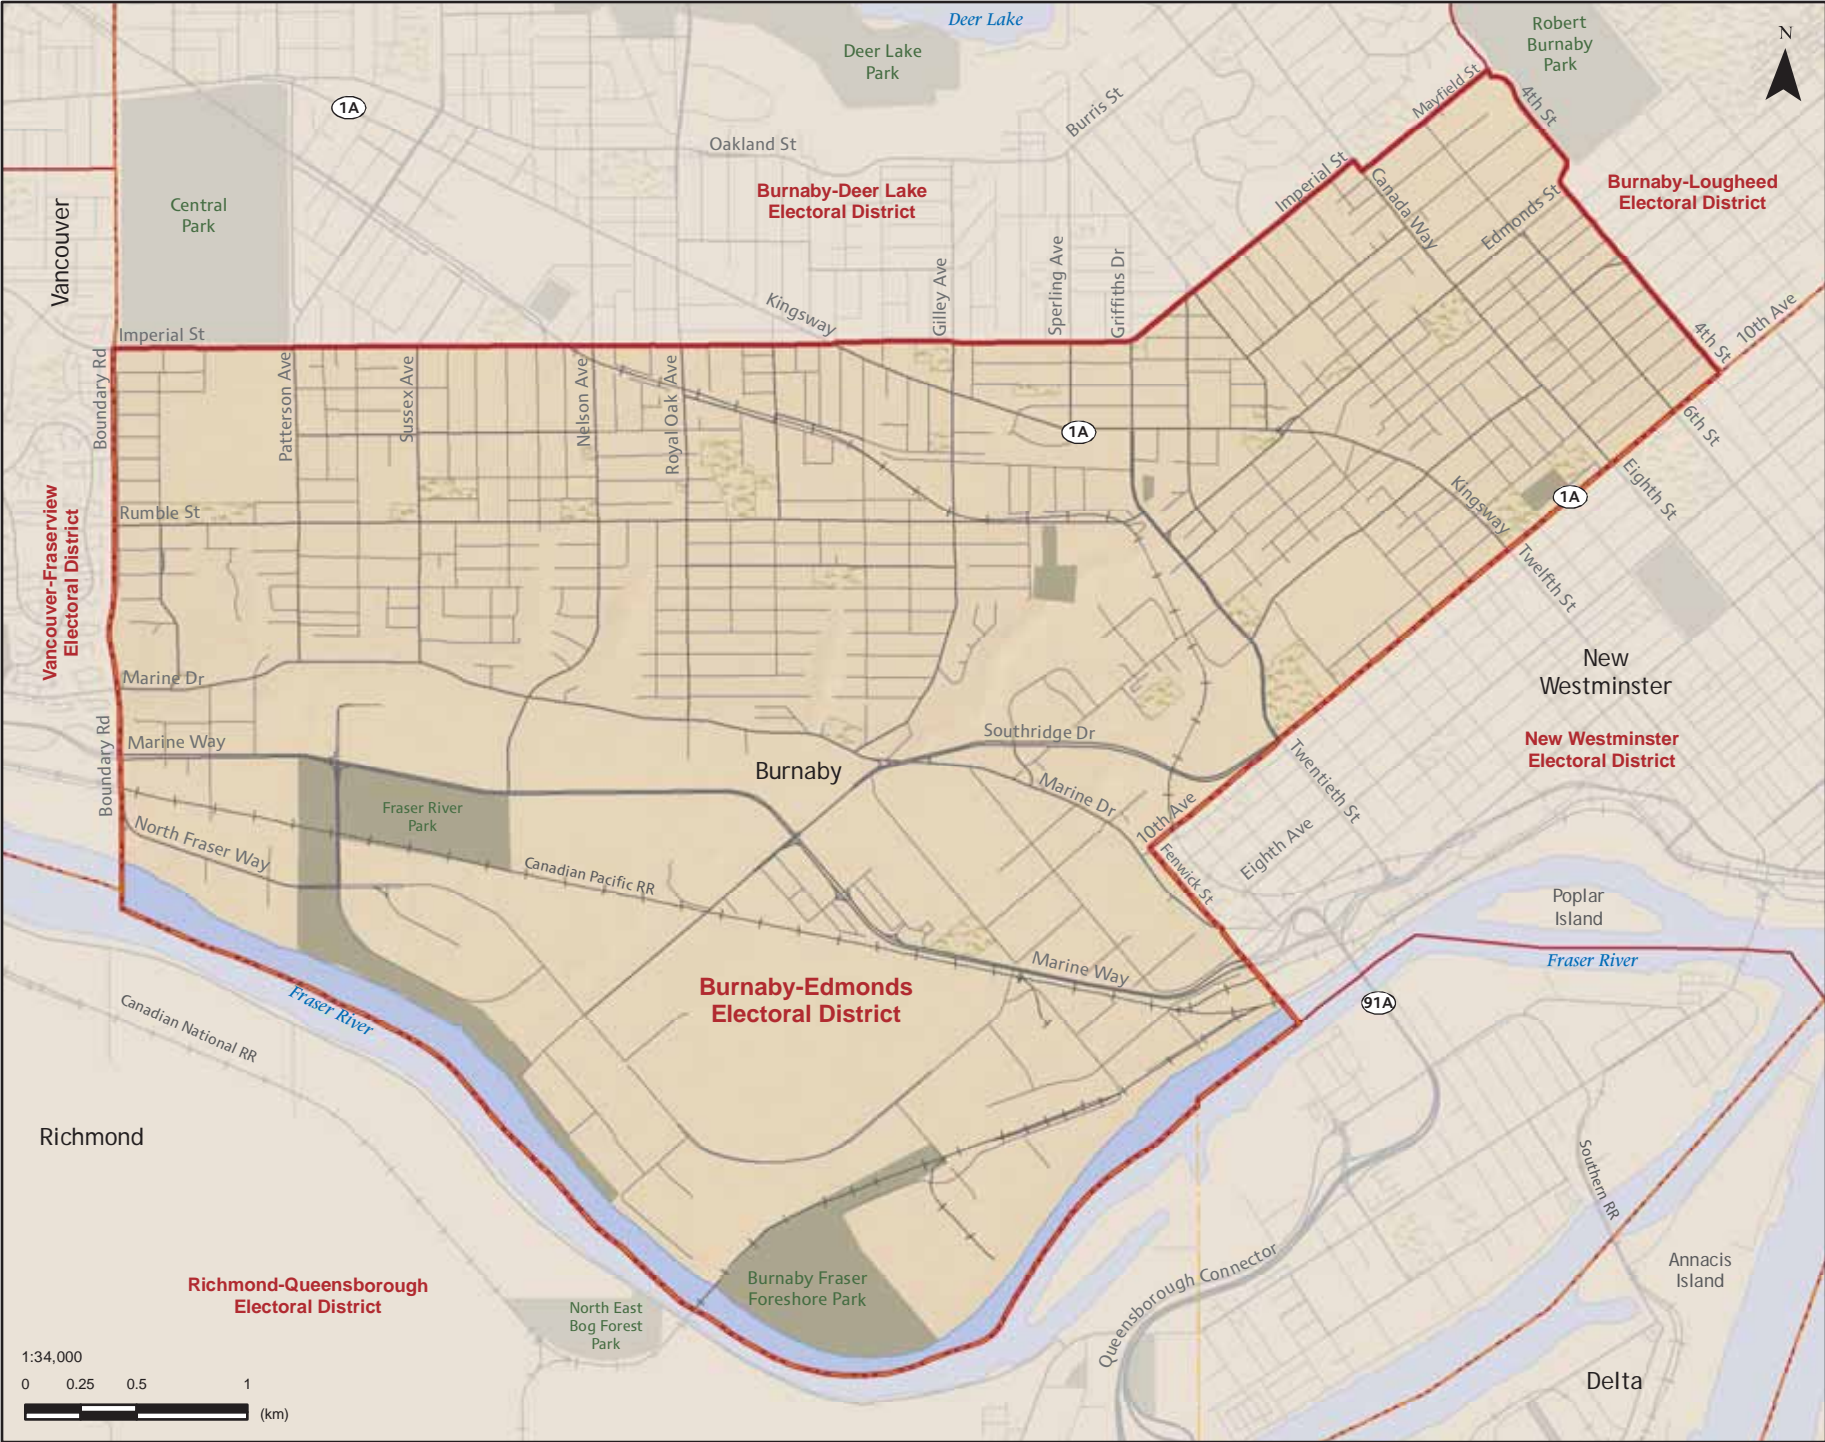 Deer Lake
Robert
Burnaby
Park
N
Deer Lake
Park
Mayfield St
4th St
1A
Burris St
Oakland St
Imperial St
Canada Way
Burnaby-Deer Lake
Electoral District
Burnaby-Lougheed
Electoral District
Edmonds St
Central
Park
Vancouver
Gilley Ave
Sperling Ave
Griffiths Dr
Kingsway
Imperial St
4th St
10th Ave
Boundary Rd
Patterson Ave
Sussex Ave
Nelson Ave
Royal Oak Ave
1A
6th St
Eighth St
Kingsway
1A
Rumble St
Vancouver-Fraserview
Electoral District
Twelfth St
New
Westminster
Marine Dr
Boundary Rd
Marine Way
Southridge Dr
New Westminster
Electoral District
Burnaby
Marine Dr
Twentieth St
10th Ave
Fraser River
Park
North Fraser Way
Canadian Pacific RR
Fenwick St
Eighth Ave
Poplar
Island
Fraser River
Marine Way
Burnaby-Edmonds
Electoral District
91A
Fraser River
Canadian National RR
Richmond
Southern RR
Annacis
Island
Queensborough Connector
Burnaby Fraser
Foreshore Park
Richmond-Queensborough
Electoral District
North East
Bog Forest
Park
Delta
1:34,000
0 0.25 0.5 1
(km)